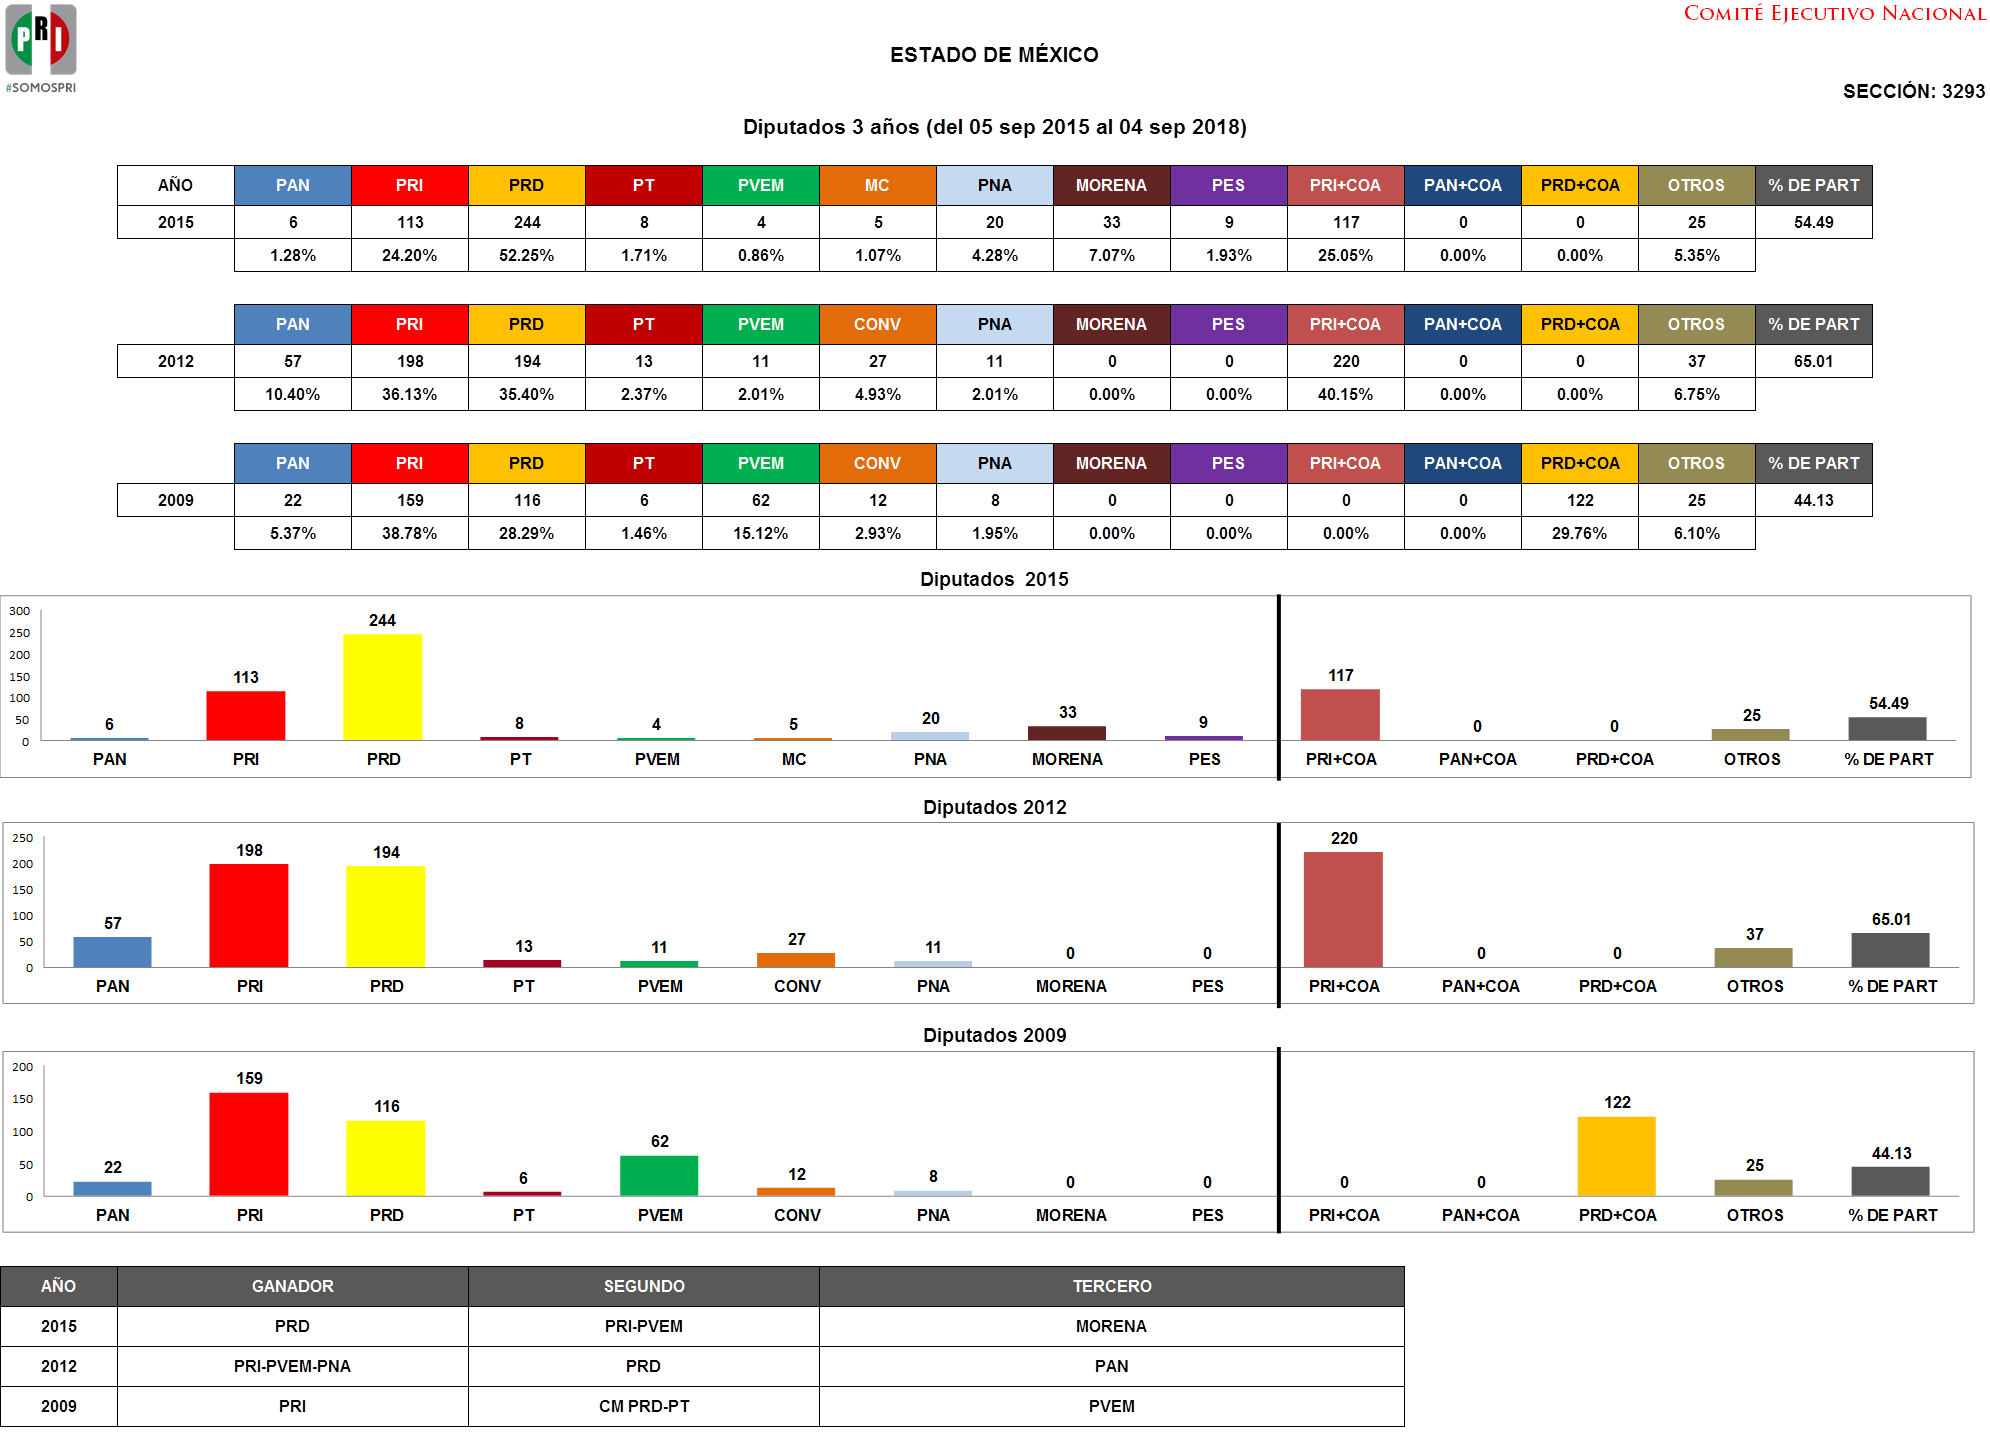 PRI
#SOMOSPRI
COMITÉ EJECUTIVO NACIONAL
ESTADO DE MÉXICO
SECCIÓN: 3293
Diputados 3 años (del 05 sep 2015 al 04 sep 2018)
AÑO PAN PRI PRD PT PVEM MC PNA MORENA PES PRI+COA PAN+COA PRD+COA OTROS % DE PART
2015 6 113 244 8 4 5 20 33 9 117 0 0 25 54.49
1.28% 24.20% 52.25% 1.71% 0.86% 1.07% 4.28% 7.07% 1.93% 25.05% 0.00% 0.00% 5.35%
PAN PRI PRD PT PVEM CONV PNA MORENA PES PRI+COA PAN+COA PRD+COA OTROS % DE PART
2012 57 198 194 13 11 27 11 0 0 220 0 0 37 65.01
10.40% 36.13% 35.40% 2.37% 2.01% 4.93% 2.01% 0.00% 0.00% 40.15% 0.00% 0.00% 6.75%
PAN PRI PRD PT PVEM CONV PNA MORENA PES PRI+COA PAN+COA PRD+COA OTROS % DE PART
2009 22 159 116 6 62 12 8 0 0 0 0 122 25 44.13
5.37% 38.78% 28.29% 1.46% 15.12% 2.93% 1.95% 0.00% 0.00% 0.00% 0.00% 29.76% 6.10%
Diputados 2015
300
250
200
150
100
50
0
6 113 244 8 4 5 20 33 9 117 0 0 25 54.49
PAN PRI PRD PT PVEM MC PNA MORENA PES PRI+COA PAN+COA PRD+COA OTROS % DE PART
Diputados 2012
250
200
150
100
50
0
57 198 194 13 11 27 11 0 0 220 0 0 37 65.01
PAN PRI PRD PT PVEM CONV PNA MORENA PES PRI+COA PAN+COA PRD+COA OTROS % DE PART
Diputados 2009
200
150
100
50
0
22 159 116 6 62 12 8 0 0 0 0 122 25 44.13
PAN PRI PRD PT PVEM CONV PNA MORENA PES PRI+COA PAN+COA PRD+COA OTROS % DE PART
AÑO GANADOR SEGUNDO TERCERO
2015 PRD PRI-PVEM MORENA
2012 PRI-PVEM-PNA PRD PAN
2009 PRI CM PRD-PT PVEM